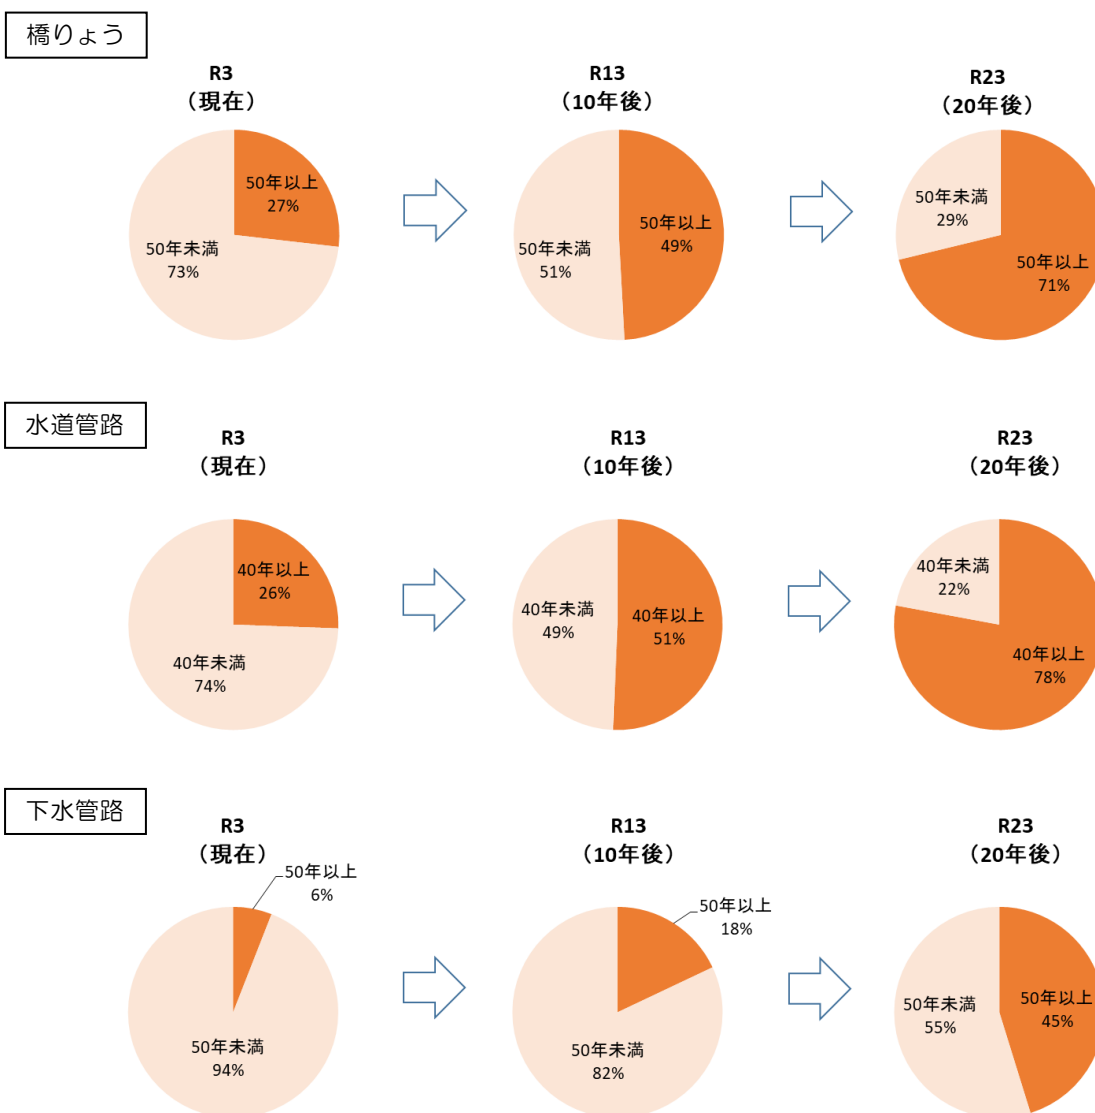 橋りょう
R3
（現在）
50年以上
27%
50年未満
73%
R13
（10年後）
50年以上
49%
50年未満
51%
R23
（20年後）
50年未満
29%
50年以上
71%
水道管路
R3
（現在）
40年以上
26%
40年未満
74%
R13
（10年後）
40年未満
49%
40年以上
51%
R23
（20年後）
40年未満
22%
40年以上
78%
下水管路
R3
（現在）
50年以上
6%
50年未満
94%
R13
（10年後）
50年以上
18%
50年未満
82%
R23
（20年後）
50年未満
55%
50年以上
45%